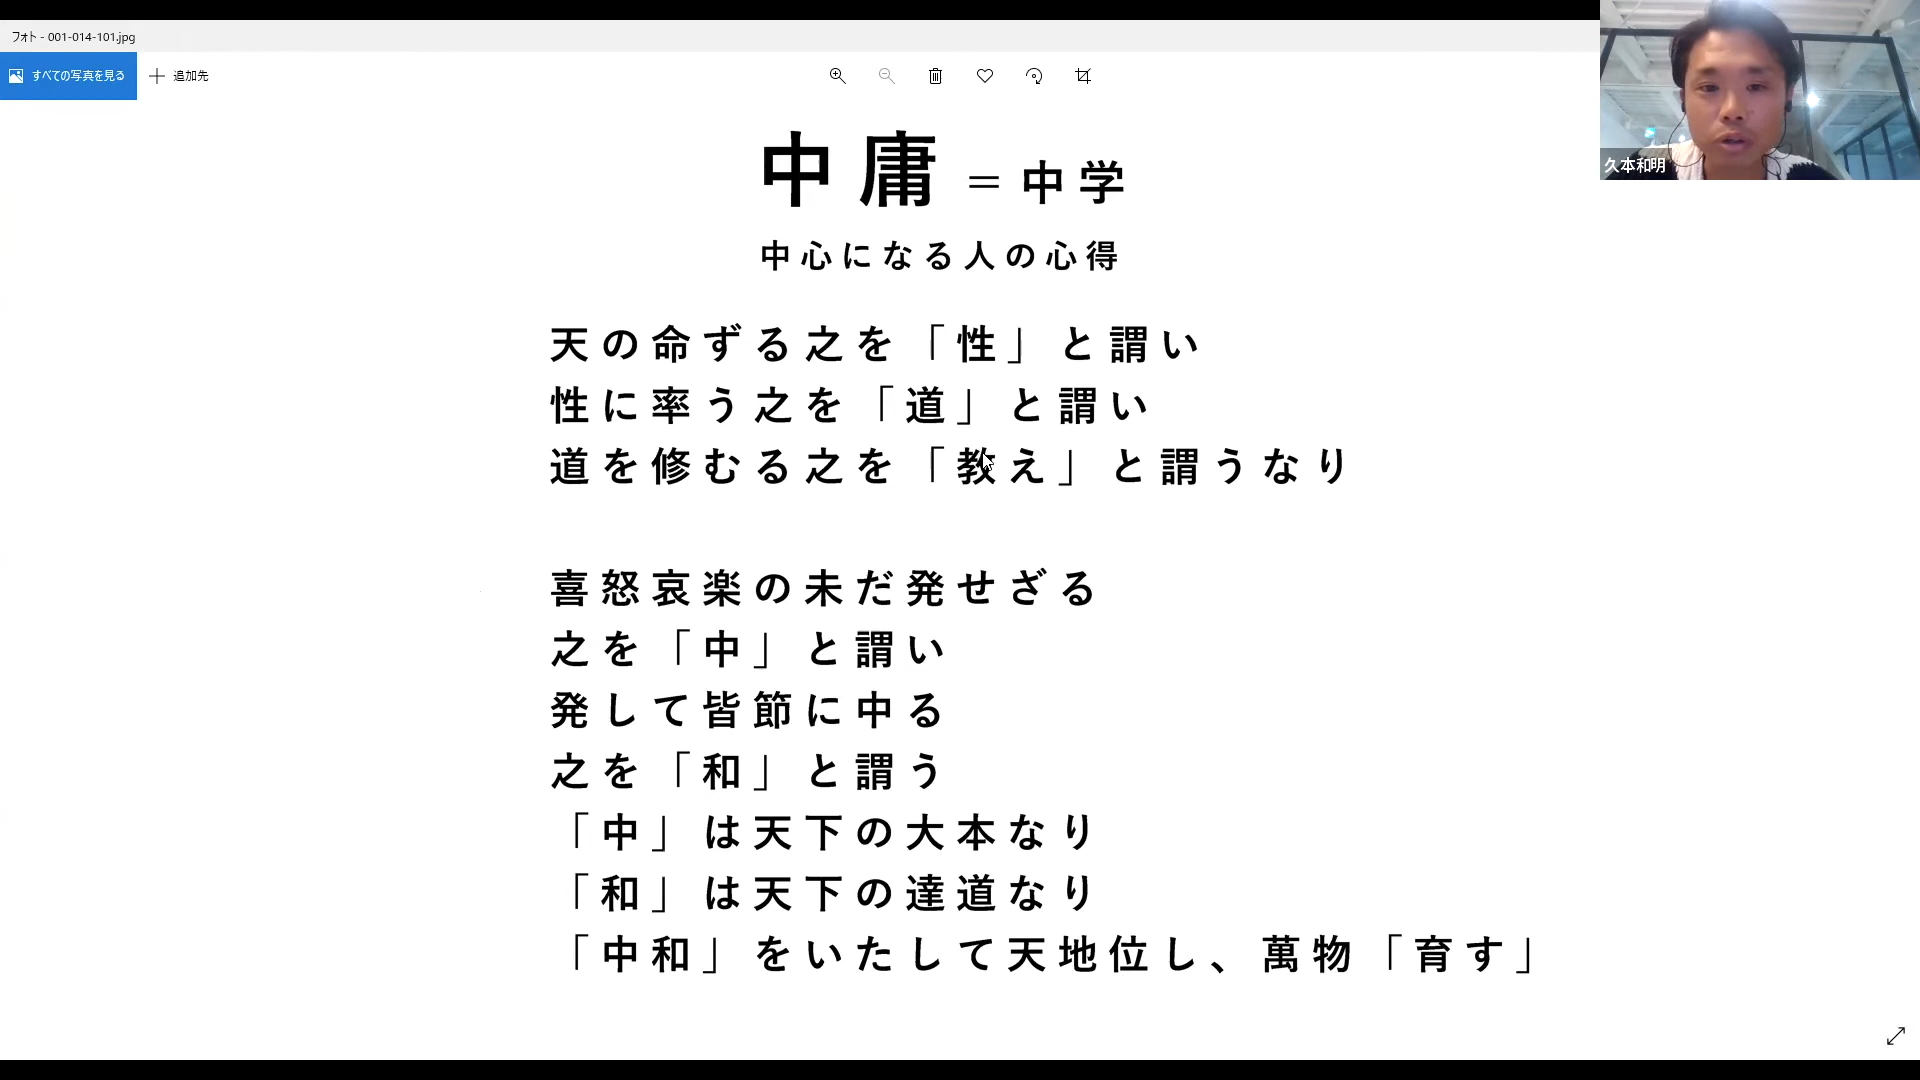 フォト - 001-014-101.jpg
すべての写真を見る
追加先
久本和明
中庸 = 中学
中心になる人の心得
天の命ずる之を「性」と謂い
性に率う之を「道」と謂い
道を修むる之を「教え」と謂うなり
喜怒哀楽の未だ発せざる
之を「中」と謂い
発して皆節に中る
之を「和」と謂う
「中」は天下の大本なり
「和」は天下の達道なり
「中和」をいたして天地位し、萬物「育す」